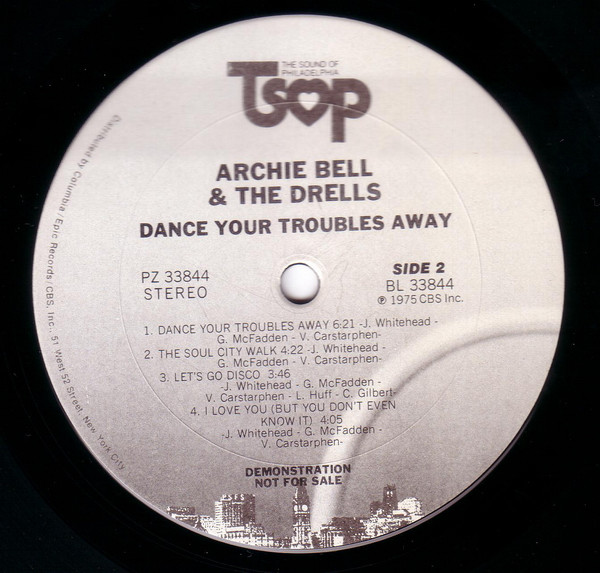 THE SOUND OF
PHILADELPHIA
TSOP
ARCHIE BELL
& THE DRELLS
DANCE YOUR TROUBLES AWAY
PZ 33844
STEREO
SIDE 2
BL 33844
℗ 1975 CBS Inc.
1. DANCE YOUR TROUBLES AWAY 6:21 -J. Whitehead -
G. McFadden - V. Carstarphen-
2. THE SOUL CITY WALK 4:22 -J. Whitehead -
G. McFadden - V. Carstarphen-
3. LET'S GO DISCO 3:46
-J. Whitehead - G. McFadden -
V. Carstarphen - L. Huff - C. Gilbert-
4. I LOVE YOU (BUT YOU DON'T EVEN
KNOW IT) 4:05
-J. Whitehead - G. McFadden -
V. Carstarphen-
DEMONSTRATION
NOT FOR SALE
Distributed by Columbia/Epic Records/CBS, Inc., 51 West 52 Street, New York City